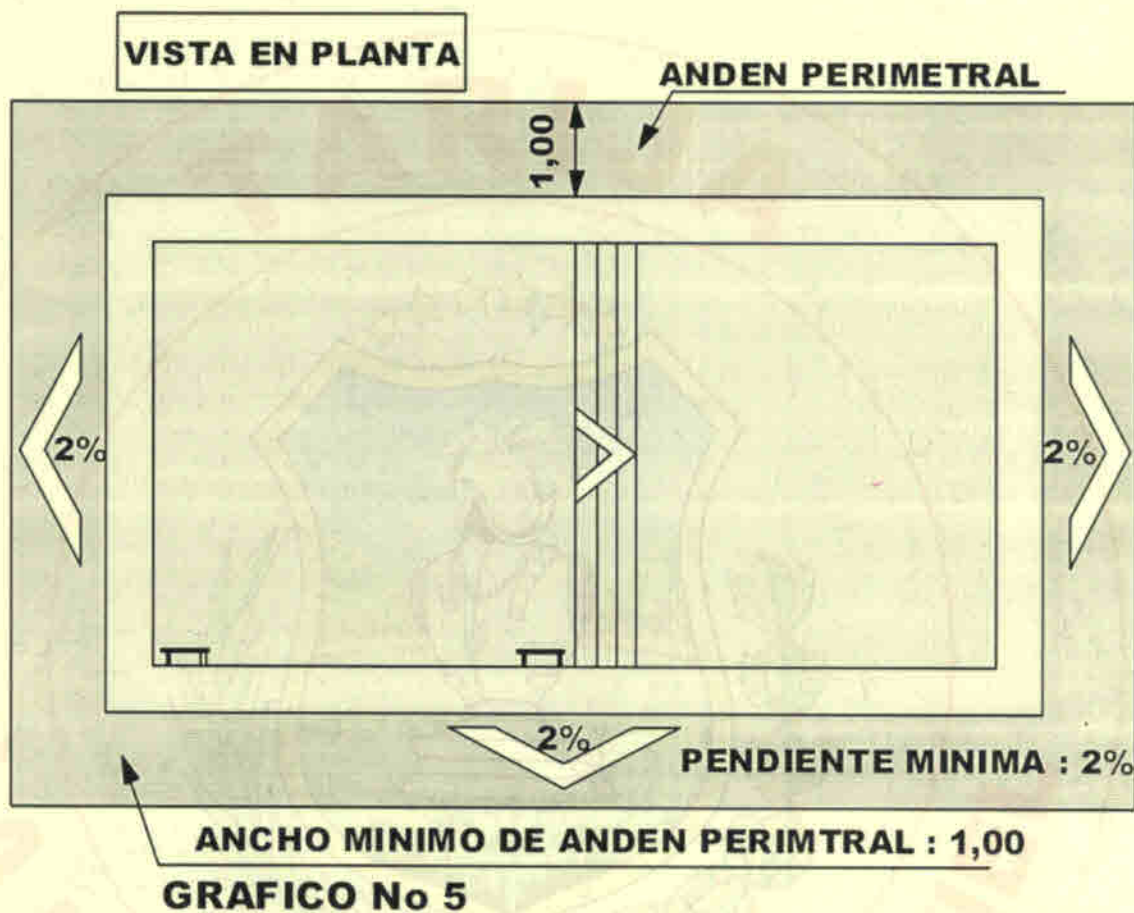 VISTA EN PLANTA
ANDEN PERIMETRAL
1,00
2%
2%
2%
PENDIENTE MINIMA : 2%
ANCHO MINIMO DE ANDEN PERIMTRAL : 1,00
GRAFICO No 5